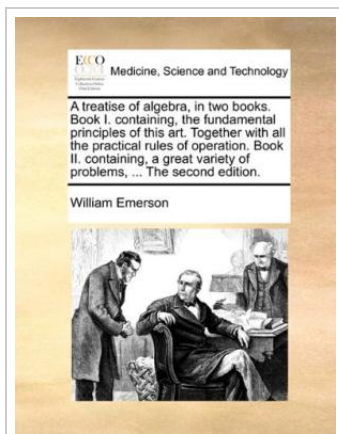 ECCO
Medicine, Science and Technology
A treatise of algebra, in two books.
Book I. containing, the fundamental
principles of this art. Together with all
the practical rules of operation. Book
II. containing, a great variety of
problems, ... The second edition.
William Emerson